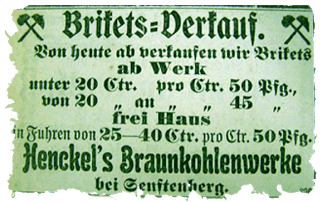 Brikets=Verkauf.
Von heute ab verkaufen wir Brikets
ab Werk
unter 20 Ctr. pro Ctr. 50 Pfg.,
von 20 „ an „ „ 45 „
frei Haus
in Fuhren von 25—40 Ctr. pro Ctr. 50 Pfg.
Henckel's Braunkohlenwerke
bei Senftenberg.